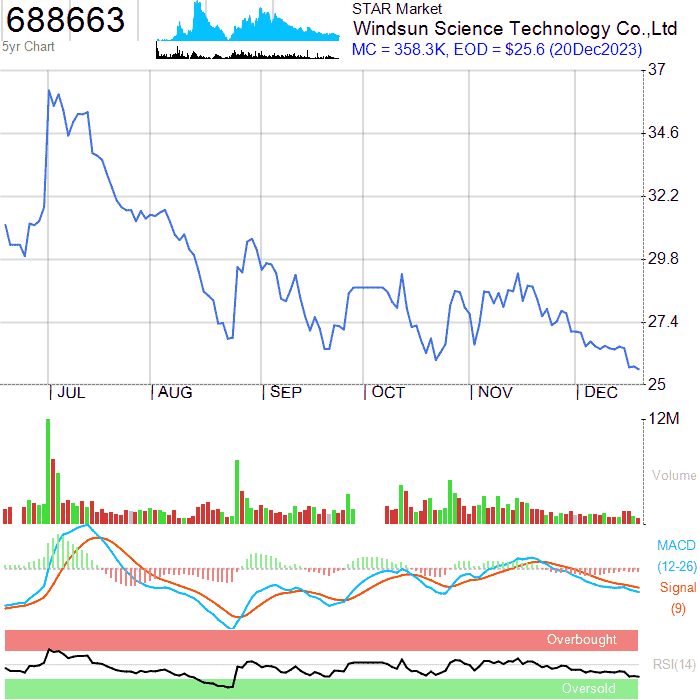 688663
5yr Chart
STAR Market
Windsun Science Technology Co.,Ltd
MC = 358.3K, EOD = $25.6 (20Dec2023)
37
34.6
32.2
29.8
27.4
25
JUL AUG SEP OCT NOV DEC
12M
Volume
MACD
(12-26)
Signal
(9)
Overbought
RSI(14)
Oversold